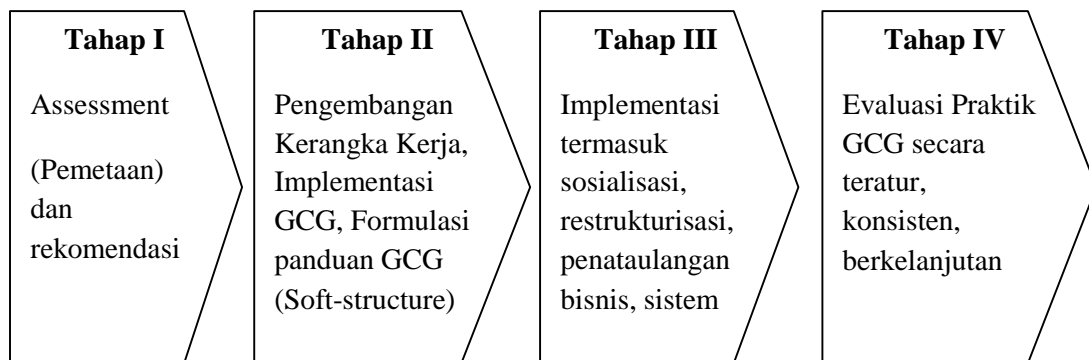 Tahap I
Assessment
(Pemetaan)
dan
rekomendasi
Tahap II
Pengembangan
Kerangka Kerja,
Implementasi
GCG, Formulasi
panduan GCG
(Soft-structure)
Tahap III
Implementasi
termasuk
sosialisasi,
restrukturisasi,
penataulangan
bisnis, sistem
Tahap IV
Evaluasi Praktik
GCG secara
teratur,
konsisten,
berkelanjutan